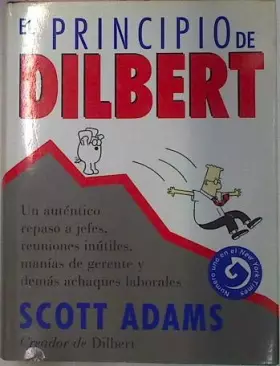 EL PRINCIPIO DE
DILBERT
Un auténtico
repaso a jefes,
reuniones inútiles,
manías de gerente y
demás achaques laborales
Número uno en el New York Times
SCOTT ADAMS
Creador de Dilbert